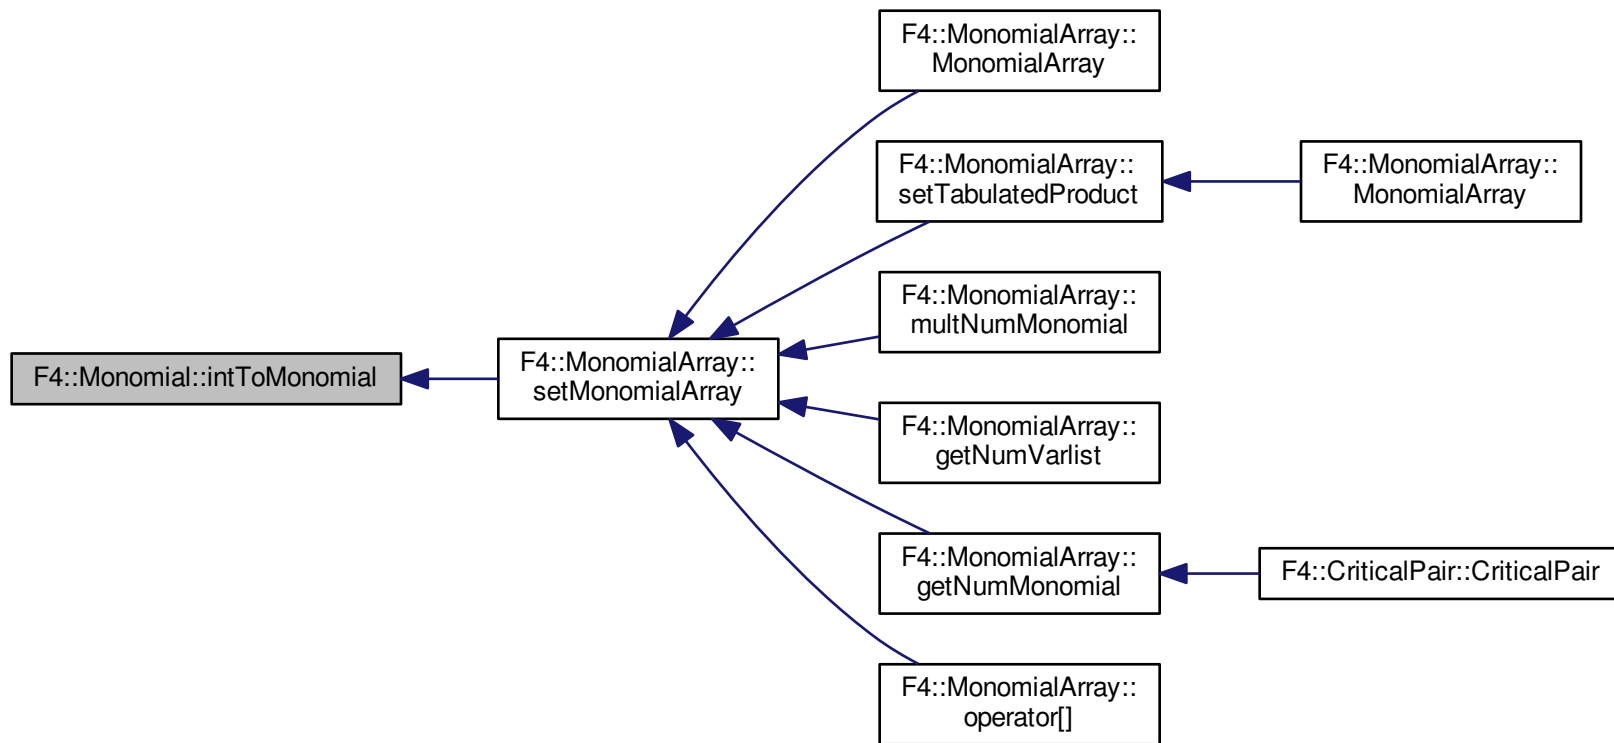 F4::Monomial::intToMonomial
F4::MonomialArray::
setMonomialArray
F4::MonomialArray::
MonomialArray
F4::MonomialArray::
setTabulatedProduct
F4::MonomialArray::
MonomialArray
F4::MonomialArray::
multNumMonomial
F4::MonomialArray::
getNumVarlist
F4::MonomialArray::
getNumMonomial
F4::CriticalPair::CriticalPair
F4::MonomialArray::
operator[]